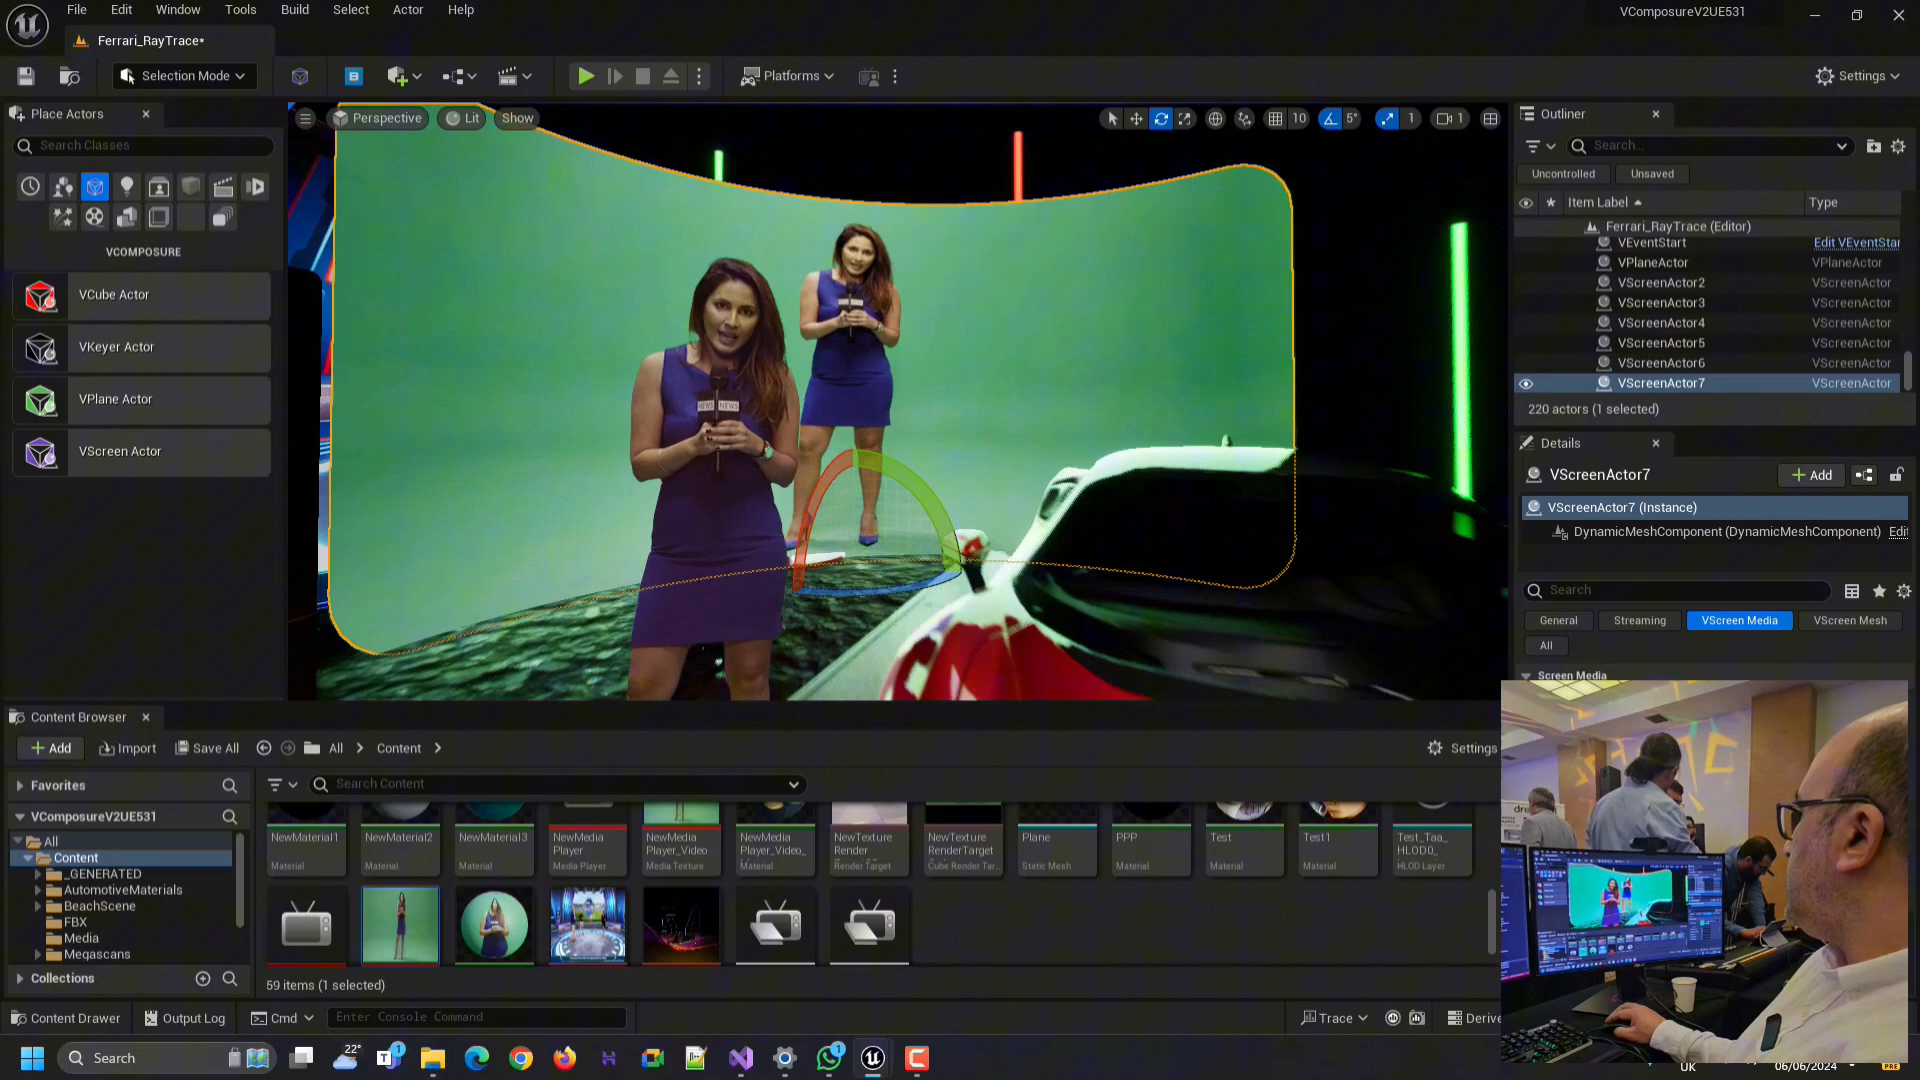 File Edit Window Tools Build Select Actor Help
VComposureV2UE531
Ferrari_RayTrace*
Selection Mode
Platforms
Settings
Place Actors
Search Classes
VCOMPOSURE
VCube Actor
VKeyer Actor
VPlane Actor
VScreen Actor
Perspective Lit Show
10 5° 1 1
NEWS NEWS
Outliner
Search...
Uncontrolled Unsaved
Item Label Type
Ferrari_RayTrace (Editor)
VEventStart Edit VEventStar
VPlaneActor VPlaneActor
VScreenActor2 VScreenActor
VScreenActor3 VScreenActor
VScreenActor4 VScreenActor
VScreenActor5 VScreenActor
VScreenActor6 VScreenActor
VScreenActor7 VScreenActor
220 actors (1 selected)
Details
VScreenActor7
Add
VScreenActor7 (Instance)
DynamicMeshComponent (DynamicMeshComponent) Edit
Search
General Streaming VScreen Media VScreen Mesh
All
Screen Media
Content Browser
Add Import Save All All Content
Settings
Favorites
Search Content
VComposureV2UE531
All
Content
_GENERATED
AutomotiveMaterials
BeachScene
FBX
Media
Megascans
Collections
NewMaterial1
Material
NewMaterial2
Material
NewMaterial3
Material
NewMedia
Player
Media Player
NewMedia
Player_Video
Media Texture
NewMedia
Player_Video_
Material
NewTexture
Render
Render Target
NewTexture
RenderTarget
Cube Render Tar...
Plane
Static Mesh
PPP
Material
Test
Material
Test1
Material
Test_Taa_
HLOD0_
HLOD Layer
59 items (1 selected)
Content Drawer Output Log Cmd Enter Console Command
Trace
Derive
Search
22°
1
1
UK
06/06/2024
PRE